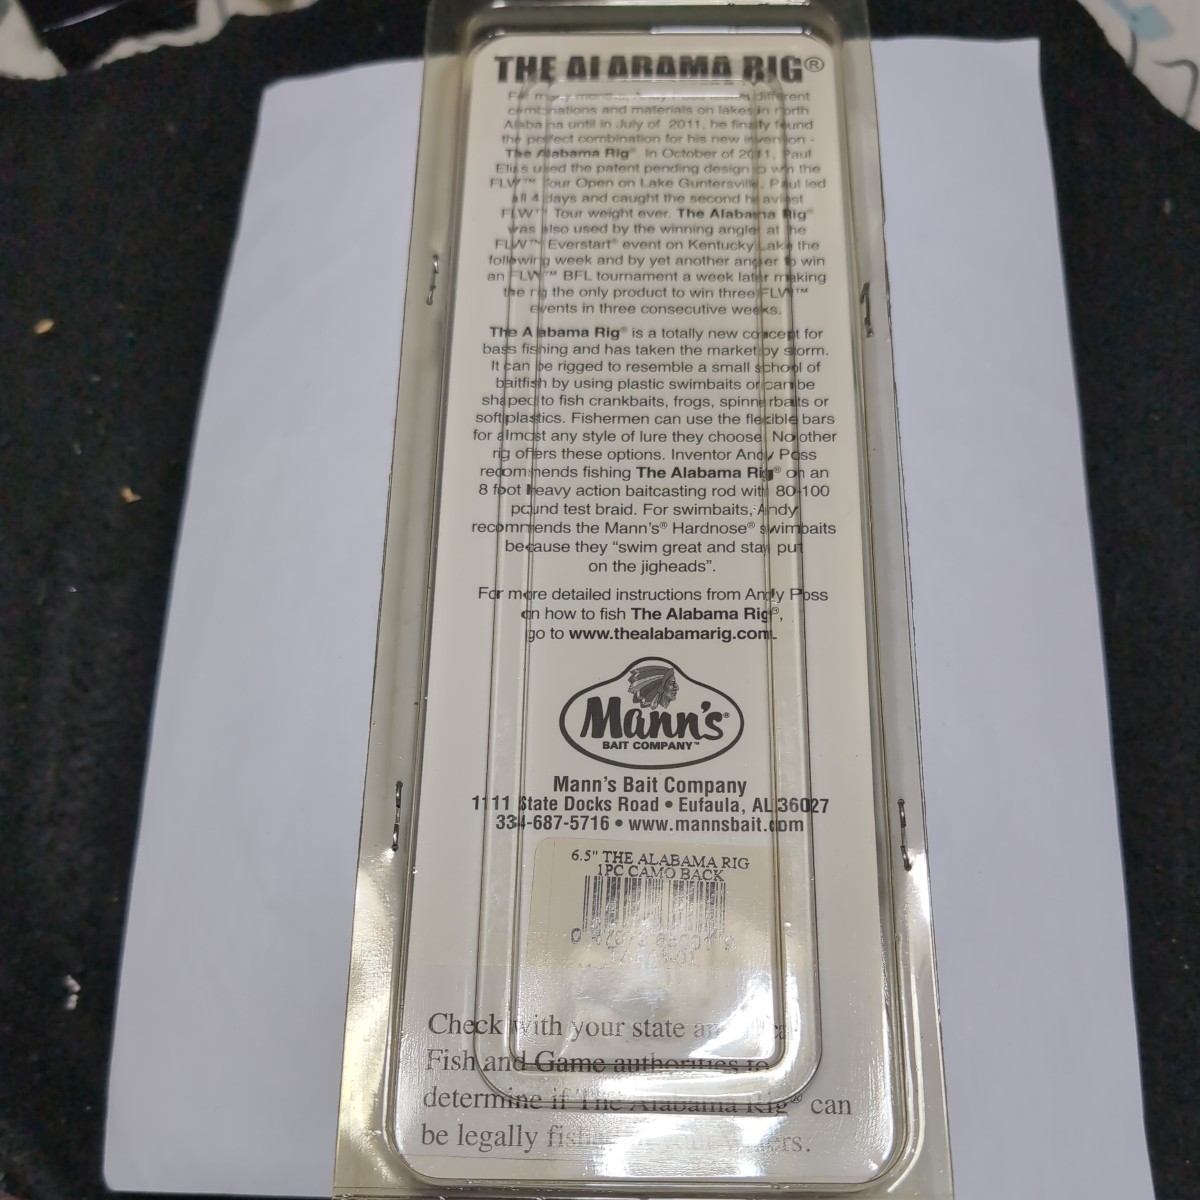 THE ALABAMA RIG®
For many months, Andy Poss different
combinations and materials on lakes in north
Alabama until in July of 2011, he finally found
the perfect combination for his new invention -
The Alabama Rig®. In October of 2011, Paul
Elias used the patent pending design to win the
FLW™ Tour Open on Lake Guntersville. Paul led
all 4 days and caught the second heaviest
FLW™ Tour weight ever. The Alabama Rig®
was also used by the winning angler at the
FLW™ Everstart® event on Kentucky Lake the
following week and by yet another angler to win
an FLW™ BFL tournament a week later making
the rig the only product to win three FLW™
events in three consecutive weeks.
The Alabama Rig® is a totally new concept for
bass fishing and has taken the market by storm.
It can be rigged to resemble a small school of
baitfish by using plastic swimbaits or can be
shaped to fish crankbaits, frogs, spinnerbaits or
soft plastics. Fishermen can use the flexible bars
for almost any style of lure they choose. No other
rig offers these options. Inventor Andy Poss
recommends fishing The Alabama Rig® on an
8 foot heavy action baitcasting rod with 80-100
pound test braid. For swimbaits, Andy
recommends the Mann's® Hardnose® swimbaits
because they “swim great and stay put
on the jigheads”.
For more detailed instructions from Andy Poss
on how to fish The Alabama Rig®,
go to www.thealabamarig.com.
Mann's®
BAIT COMPANY™
Mann's Bait Company
1111 State Docks Road • Eufaula, AL 36027
334-687-5716 • www.mannsbait.com
6.5" THE ALABAMA RIG
1PC CAMO BACK
Check with your state
Fish and Game authorities to
determine if The Alabama Rig® can
be legally